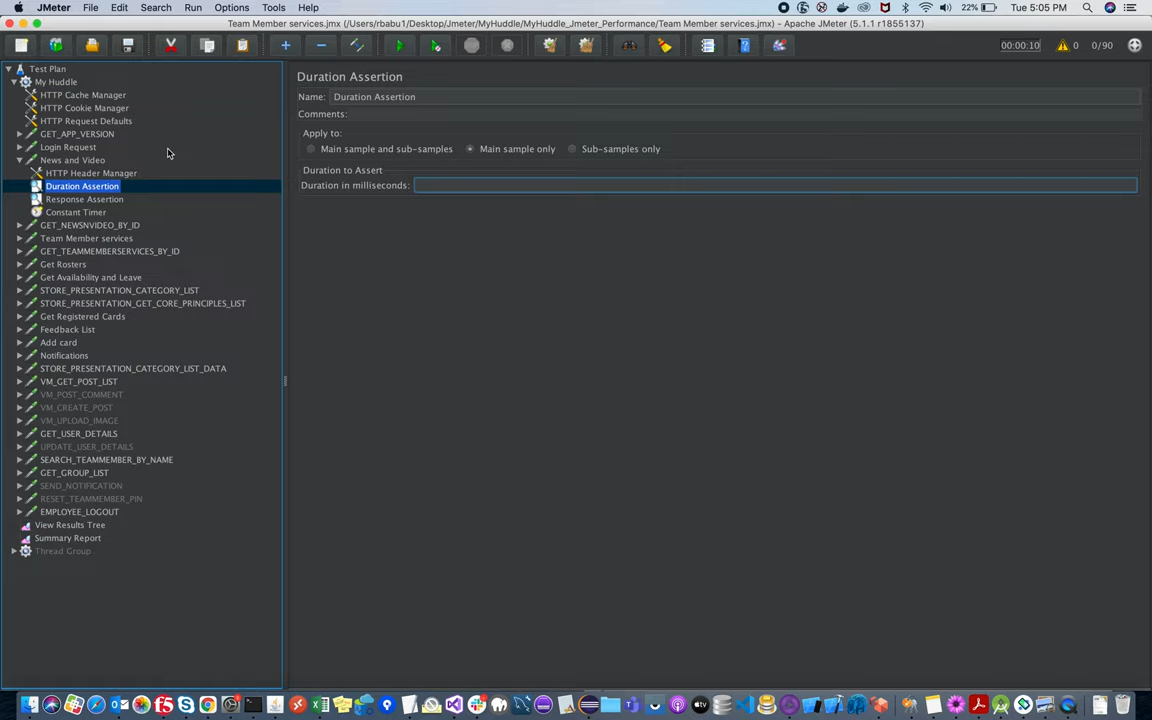 JMeter File Edit Search Run Options Tools Help 22% Tue 5:05 PM
Team Member services.jmx (/Users/rbabu1/Desktop/Jmeter/MyHuddle/MyHuddle_Jmeter_Performance/Team Member services.jmx) - Apache JMeter (5.1.1 r1855137)
00:00:10 0 0/90
Test Plan
My Huddle
HTTP Cache Manager
HTTP Cookie Manager
HTTP Request Defaults
GET_APP_VERSION
Login Request
News and Video
HTTP Header Manager
Duration Assertion
Response Assertion
Constant Timer
GET_NEWSNVIDEO_BY_ID
Team Member services
GET_TEAMMEMBERSERVICES_BY_ID
Get Rosters
Get Availability and Leave
STORE_PRESENTATION_CATEGORY_LIST
STORE_PRESENTATION_GET_CORE_PRINCIPLES_LIST
Get Registered Cards
Feedback List
Add card
Notifications
STORE_PRESENTATION_CATEGORY_LIST_DATA
VM_GET_POST_LIST
VM_POST_COMMENT
VM_CREATE_POST
VM_UPLOAD_IMAGE
GET_USER_DETAILS
UPDATE_USER_DETAILS
SEARCH_TEAMMEMBER_BY_NAME
GET_GROUP_LIST
SEND_NOTIFICATION
RESET_TEAMMEMBER_PIN
EMPLOYEE_LOGOUT
View Results Tree
Summary Report
Thread Group
Duration Assertion
Name: Duration Assertion
Comments:
Apply to:
Main sample and sub-samples Main sample only Sub-samples only
Duration to Assert
Duration in milliseconds: